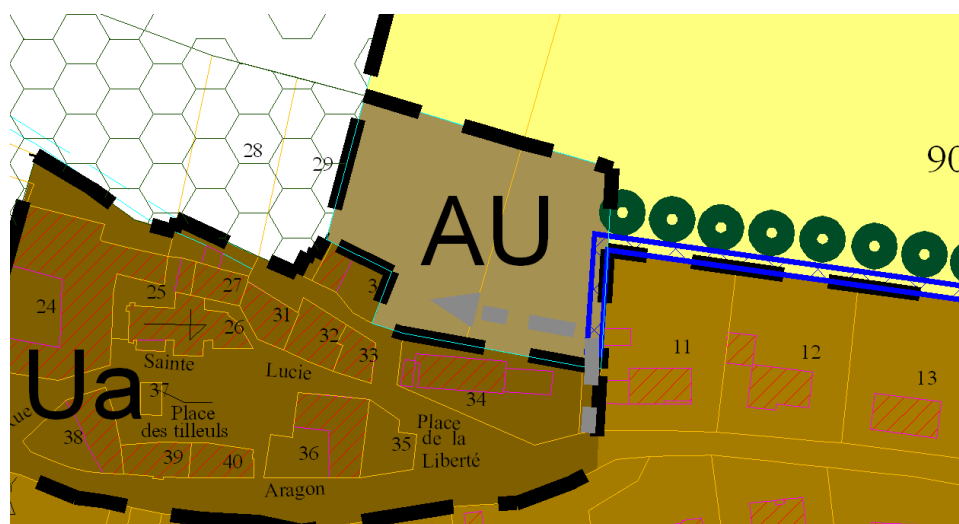 28
29
90
AU
24
25
27
3
31
26
32
33
Sainte
Lucie
11
12
13
34
Ua
37
Place
des tilleuls
38
39
40
36
35
Place
de la
Liberté
Aragon